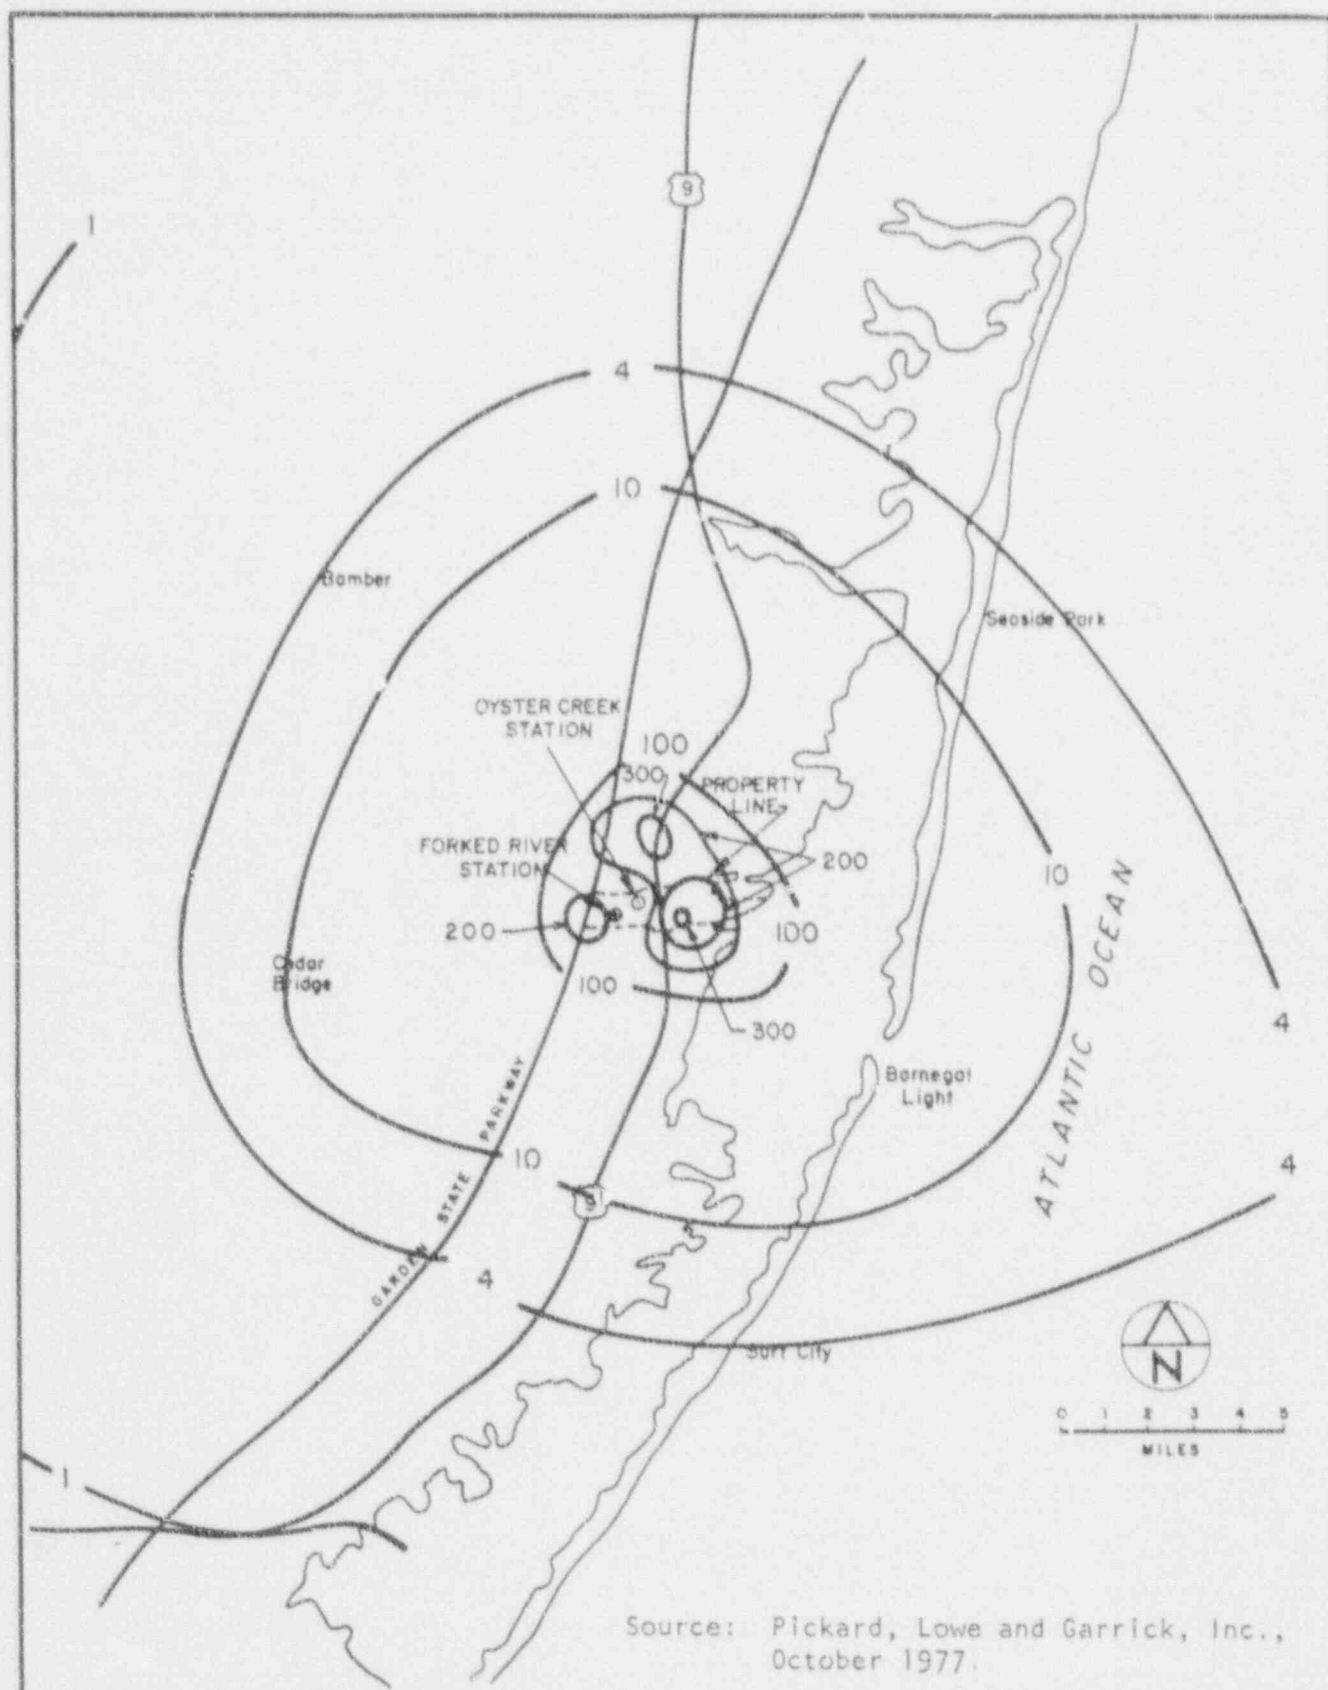 9
1
4
10
Bamber
Seaside Park
OYSTER CREEK
STATION
100
300
PROPERTY
LINE
FORKED RIVER
STATION
200
10
200
100
Cedar
Bridge
100
300
4
Barnegat
Light
ATLANTIC OCEAN
10
4
9
GARDEN STATE PARKWAY
4
Surf City
N
0 1 2 3 4 5
MILES
1
Source: Pickard, Lowe and Garrick, Inc.,
October 1977.